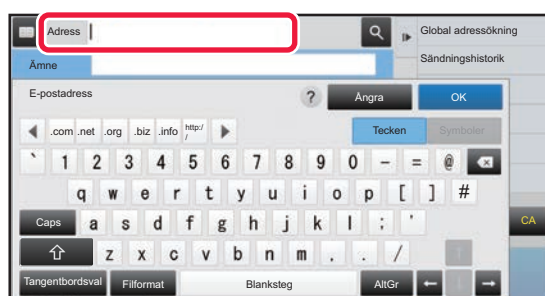 Adress
Global adressökning
Ämne
Sändningshistorik
E-postadress ? Ångra OK
.com .net .org .biz .info http:// Tecken Symboler
` 1 2 3 4 5 6 7 8 9 0 - = @
q w e r t y u i o p [ ] #
Caps a s d f g h j k l ; ' CA
z x c v b n m , . /
Tangentbordsval Filformat Blanksteg AltGr